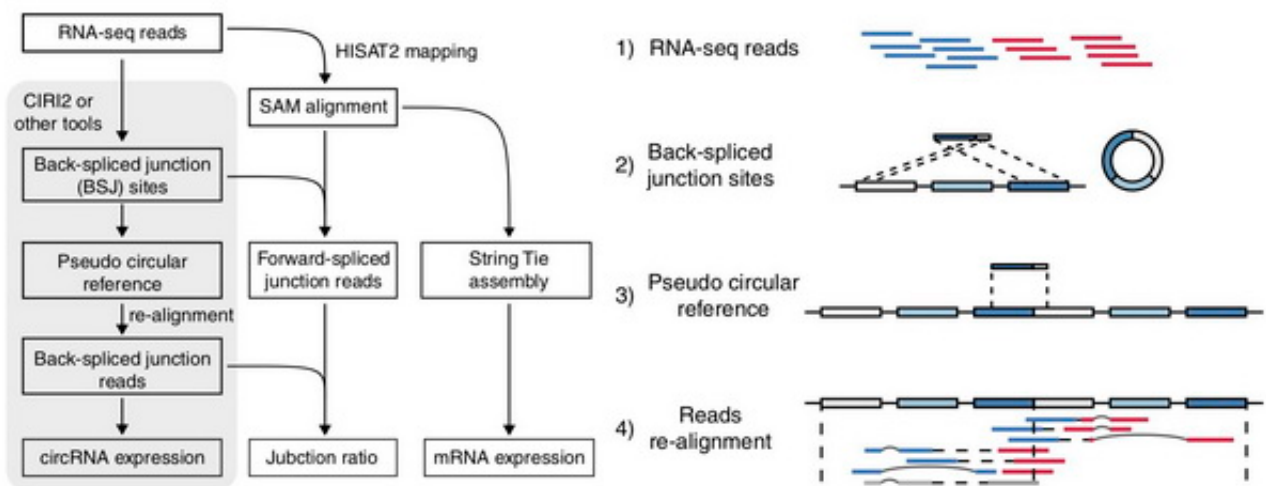 RNA-seq reads
HISAT2 mapping
CIRI2 or
other tools
SAM alignment
Back-spliced junction
(BSJ) sites
Pseudo circular
reference
Forward-spliced
junction reads
String Tie
assembly
re-alignment
Back-spliced junction
reads
circRNA expression
Jubction ratio
mRNA expression
1) RNA-seq reads
2) Back-spliced
junction sites
3) Pseudo circular
reference
4) Reads
re-alignment